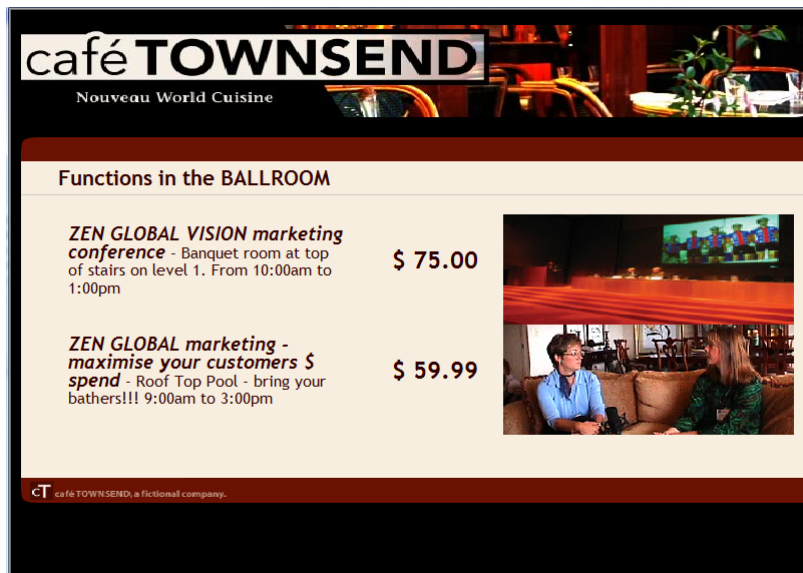 café TOWNSEND
Nouveau World Cuisine
Functions in the BALLROOM
ZEN GLOBAL VISION marketing
conference - Banquet room at top
of stairs on level 1. From 10:00am to
1:00pm
$ 75.00
ZEN GLOBAL marketing -
maximise your customers $
spend - Roof Top Pool - bring your
bathers!!! 9:00am to 3:00pm
$ 59.99
cT café TOWNSEND, a fictional company.